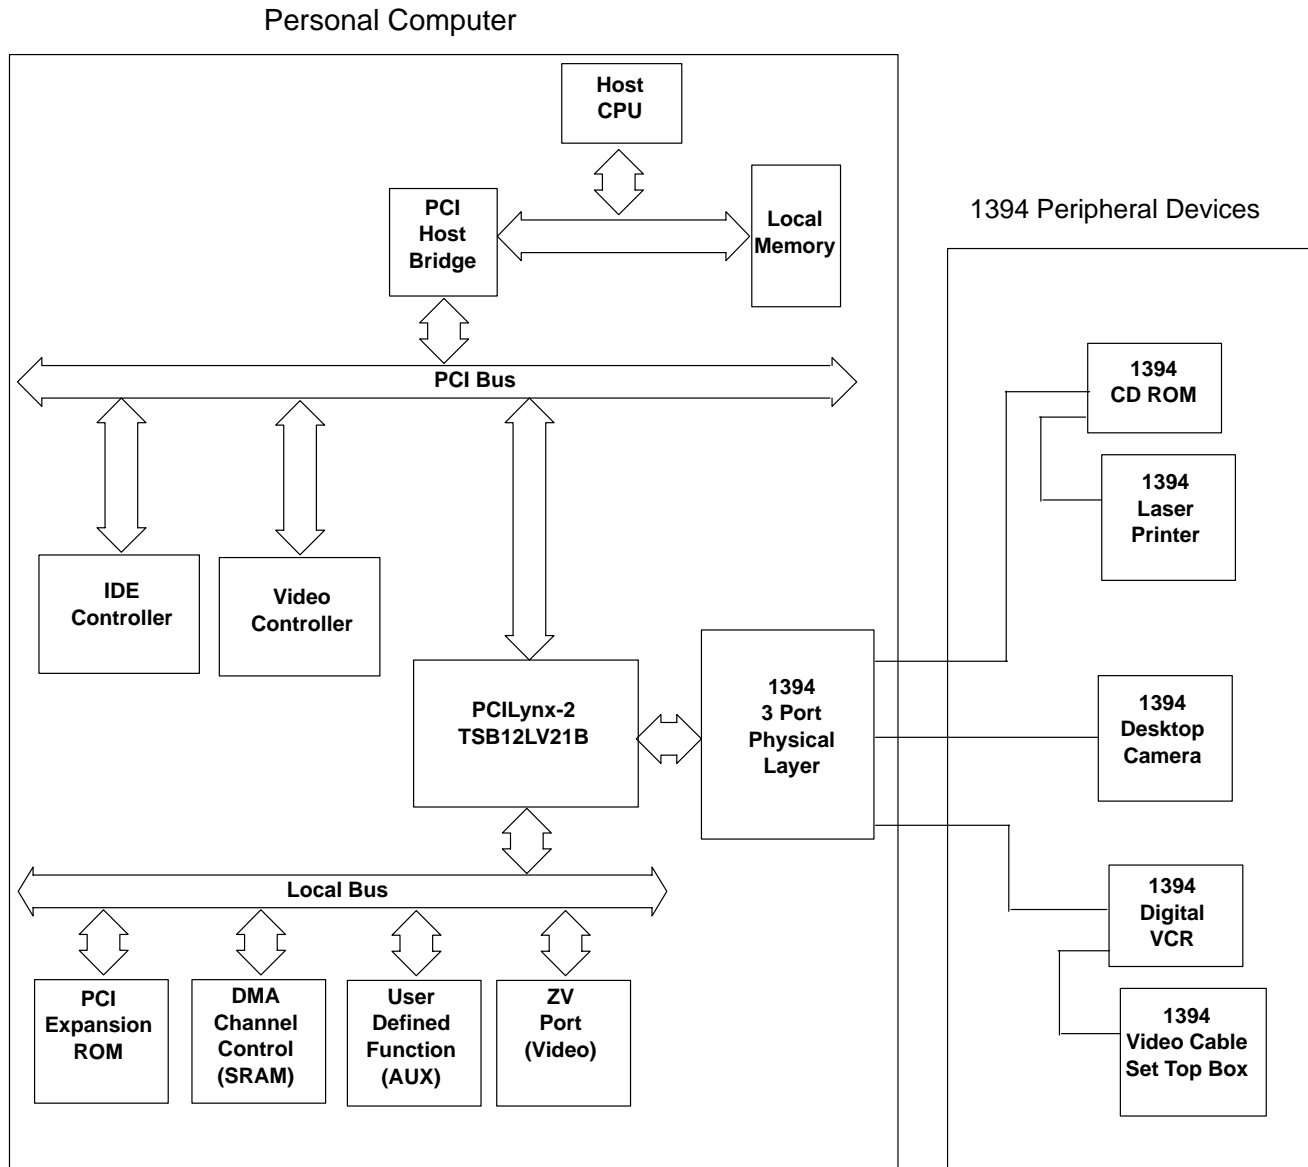 Personal Computer
Host
CPU
PCI
Host
Bridge
Local
Memory
1394 Peripheral Devices
PCI Bus
1394
CD ROM
1394
Laser
Printer
IDE
Controller
Video
Controller
PCILynx-2
TSB12LV21B
1394
3 Port
Physical
Layer
1394
Desktop
Camera
Local Bus
1394
Digital
VCR
PCI
Expansion
ROM
DMA
Channel
Control
(SRAM)
User
Defined
Function
(AUX)
ZV
Port
(Video)
1394
Video Cable
Set Top Box